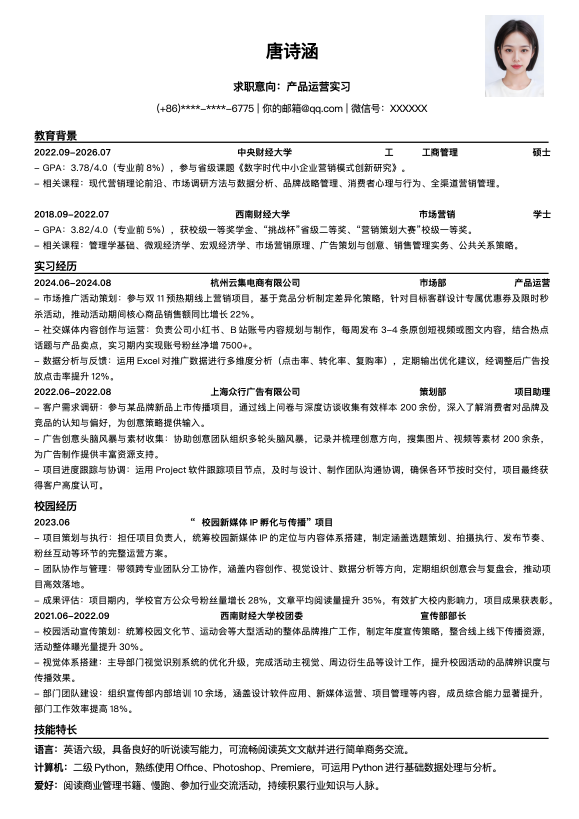 唐诗涵
求职意向：产品运营实习
(+86)****-****-6775 | 你的邮箱@qq.com | 微信号：XXXXXX
教育背景
2022.09-2026.07 中央财经大学 工 工商管理 硕士
– GPA：3.78/4.0（专业前 8%），参与省级课题《数字时代中小企业营销模式创新研究》。
– 相关课程：现代营销理论前沿、市场调研方法与数据分析、品牌战略管理、消费者心理与行为、全渠道营销管理。
2018.09-2022.07 西南财经大学 市场营销 学士
– GPA：3.82/4.0（专业前 5%），获校级一等奖学金、“挑战杯”省级二等奖、“营销策划大赛”校级一等奖。
– 相关课程：管理学基础、微观经济学、宏观经济学、市场营销原理、广告策划与创意、销售管理实务、公共关系策略。
实习经历
2024.06-2024.08 杭州云集电商有限公司 市场部 产品运营
– 市场推广活动策划：参与双 11 预热期线上营销项目，基于竞品分析制定差异化策略，针对目标客群设计专属优惠券及限时秒
杀活动，推动活动期间核心商品销售额同比增长 22%。
– 社交媒体内容创作与运营：负责公司小红书、B 站账号内容规划与制作，每周发布 3–4 条原创短视频或图文内容，结合热点
话题与产品卖点，实习期内实现账号粉丝净增 7500+。
– 数据分析与反馈：运用 Excel 对推广数据进行多维度分析（点击率、转化率、复购率），定期输出优化建议，经调整后广告投
放点击率提升 12%。
2022.06-2022.08 上海众行广告有限公司 策划部 项目助理
– 客户需求调研：参与某品牌新品上市传播项目，通过线上问卷与深度访谈收集有效样本 200 余份，深入了解消费者对品牌及
竞品的认知与偏好，为创意策略提供输入。
– 广告创意头脑风暴与素材收集：协助创意团队组织多轮头脑风暴，记录并梳理创意方向，搜集图片、视频等素材 200 余条，
为广告制作提供丰富资源支持。
– 项目进度跟踪与协调：运用 Project 软件跟踪项目节点，及时与设计、制作团队沟通协调，确保各环节按时交付，项目最终获
得客户高度认可。
校园经历
2023.06 “ 校园新媒体 IP 孵化与传播”项目
– 项目策划与执行：担任项目负责人，统筹校园新媒体 IP 的定位与内容体系搭建，制定涵盖选题策划、拍摄执行、发布节奏、
粉丝互动等环节的完整运营方案。
– 团队协作与管理：带领跨专业团队分工协作，涵盖内容创作、视觉设计、数据分析等方向，定期组织创意会与复盘会，推动项
目高效落地。
– 成果评估：项目期内，学校官方公众号粉丝量增长 28%，文章平均阅读量提升 35%，有效扩大校内影响力，项目成果获表彰。
2021.06-2022.09 西南财经大学校团委 宣传部部长
– 校园活动宣传策划：统筹校园文化节、运动会等大型活动的整体品牌推广工作，制定年度宣传策略，整合线上线下传播资源，
活动整体曝光量提升 30%。
– 视觉体系搭建：主导部门视觉识别系统的优化升级，完成活动主视觉、周边衍生品等设计工作，提升校园活动的品牌辨识度与
传播效果。
– 部门团队建设：组织宣传部内部培训 10 余场，涵盖设计软件应用、新媒体运营、项目管理等内容，成员综合能力显著提升，
部门工作效率提高 18%。
技能特长
语言：英语六级，具备良好的听说读写能力，可流畅阅读英文文献并进行简单商务交流。
计算机：二级 Python，熟练使用 Office、Photoshop、Premiere，可运用 Python 进行基础数据处理与分析。
爱好：阅读商业管理书籍、慢跑、参加行业交流活动，持续积累行业知识与人脉。